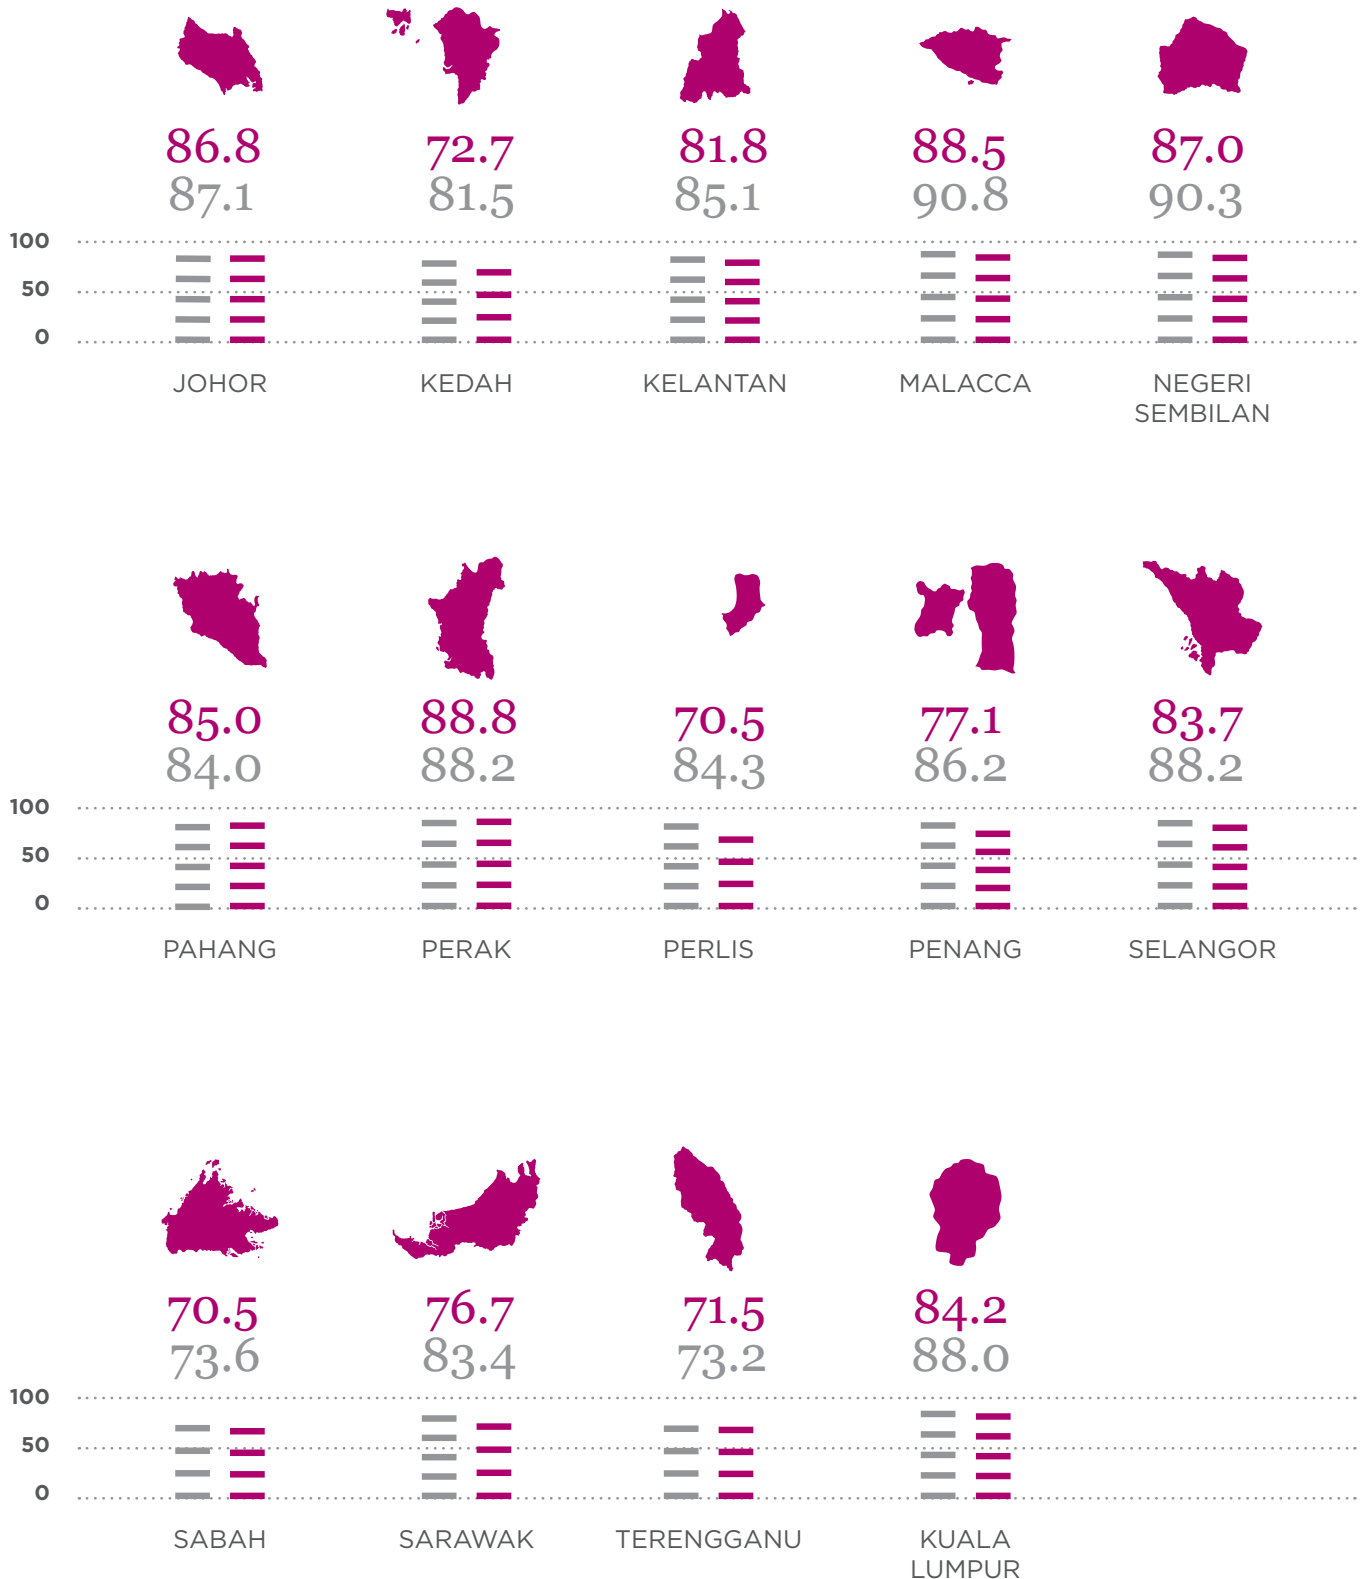 86.8 72.7 81.8 88.5 87.0
87.1 81.5 85.1 90.8 90.3
100
50
0
JOHOR KEDAH KELANTAN MALACCA NEGERI
SEMBILAN
85.0 88.8 70.5 77.1 83.7
84.0 88.2 84.3 86.2 88.2
100
50
0
PAHANG PERAK PERLIS PENANG SELANGOR
70.5 76.7 71.5 84.2
73.6 83.4 73.2 88.0
100
50
0
SABAH SARAWAK TERENGGANU KUALA
LUMPUR